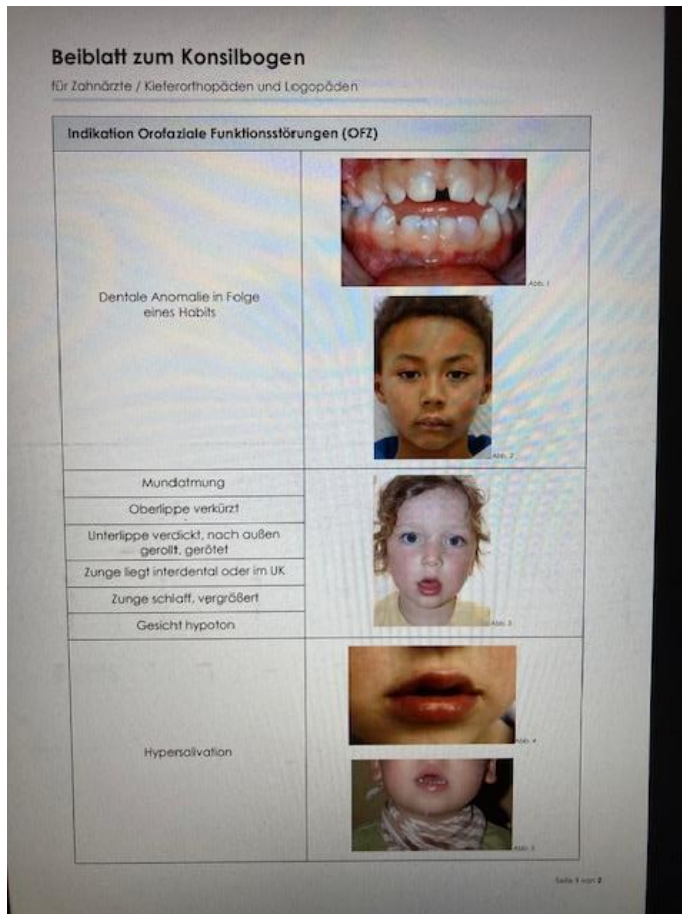 Beiblatt zum Konsilbogen
für Zahnärzte / Kieferorthopäden und Logopäden
Indikation Orofaziale Funktionsstörungen (OFZ)
Abb. 1
Dentale Anomalie in Folge
eines Habits
Abb. 2
Mundatmung
Oberlippe verkürzt
Unterlippe verdickt, nach außen
gerollt, gerötet
Zunge liegt interdental oder im UK
Zunge schlaff, vergrößert
Gesicht hypoton
Abb. 3
Abb. 4
Hypersalivation
Abb. 5
Seite 1 von 2